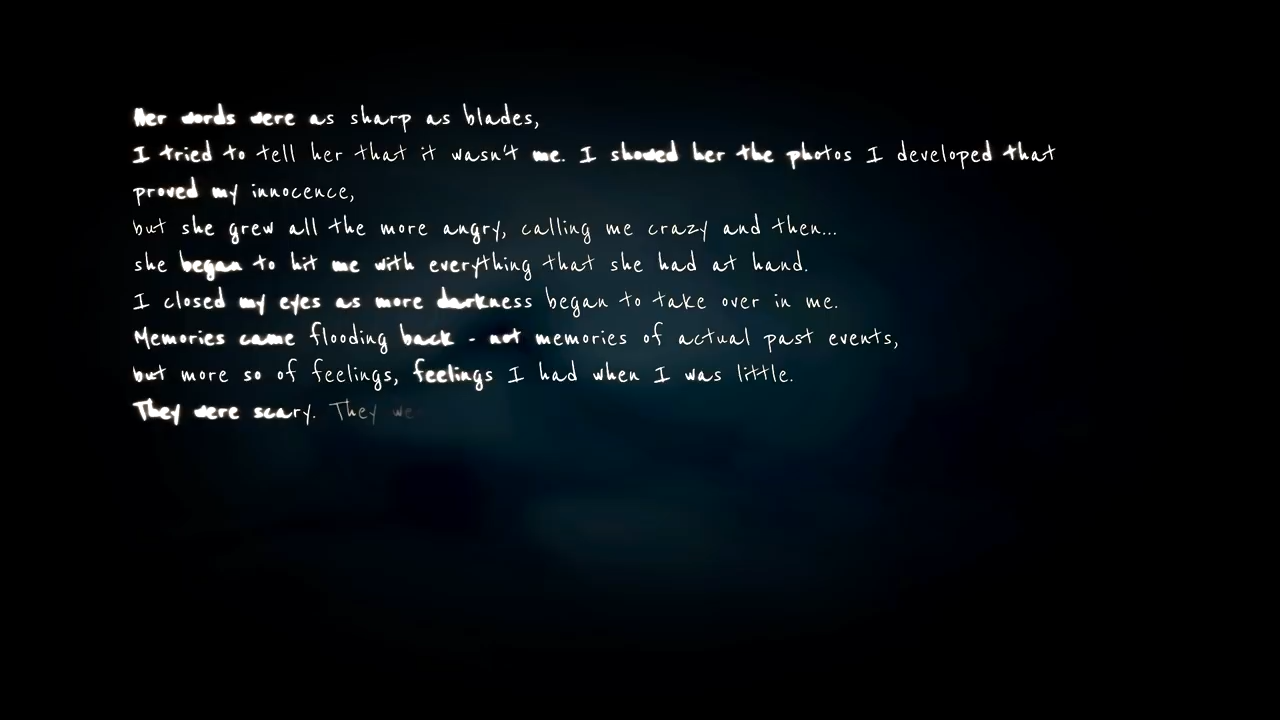 Her words were as sharp as blades,
I tried to tell her that it wasn't me. I showed her the photos I developed that
proved my innocence,
but she grew all the more angry, calling me crazy and then...
she began to hit me with everything that she had at hand.
I closed my eyes as more darkness began to take over in me.
Memories came flooding back - not memories of actual past events,
but more so of feelings, feelings I had when I was little.
They were scary. They we